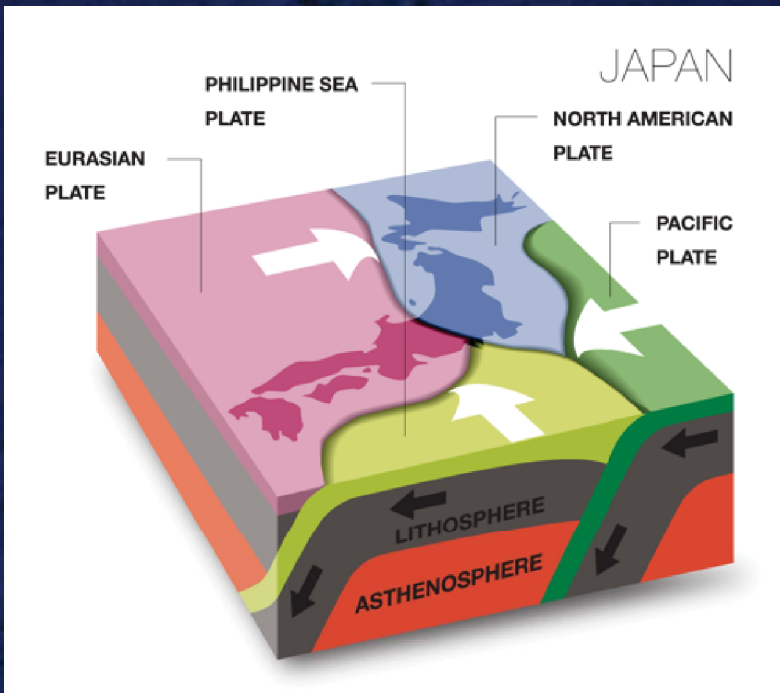 JAPAN
PHILIPPINE SEA
PLATE
NORTH AMERICAN
PLATE
EURASIAN
PLATE
PACIFIC
PLATE
LITHOSPHERE
ASTHENOSPHERE